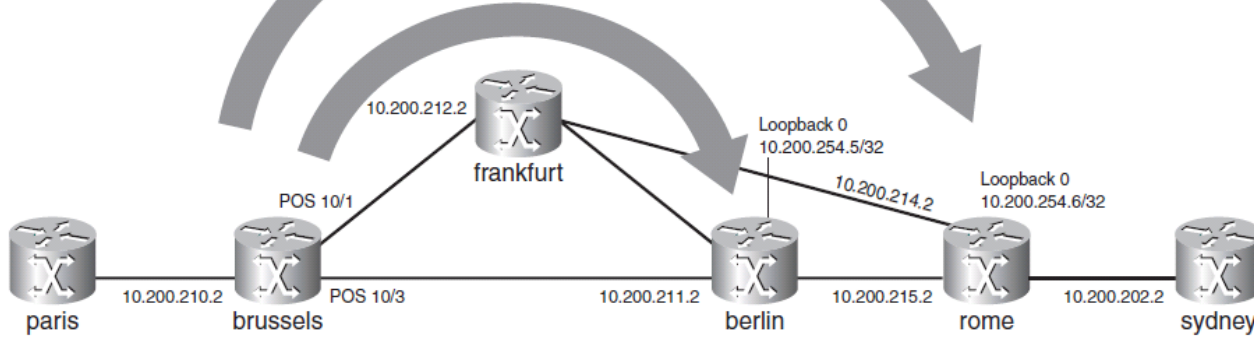 10.200.212.2
frankfurt
Loopback 0
10.200.254.5/32
10.200.214.2
Loopback 0
10.200.254.6/32
POS 10/1
10.200.210.2
POS 10/3
10.200.211.2
10.200.215.2
10.200.202.2
paris
brussels
berlin
rome
sydney